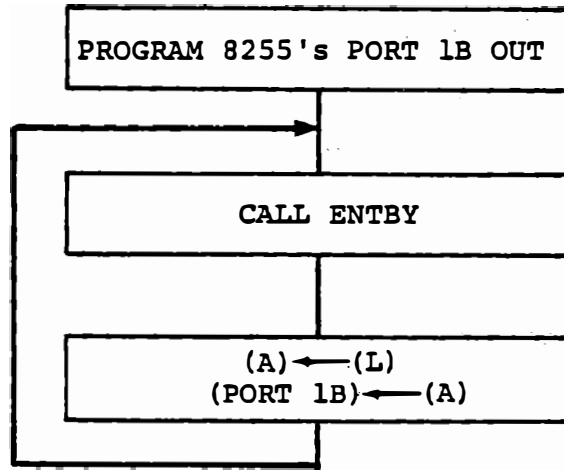 PROGRAM 8255's PORT 1B OUT
CALL ENTBY
(A)←(L)
(PORT 1B)←(A)